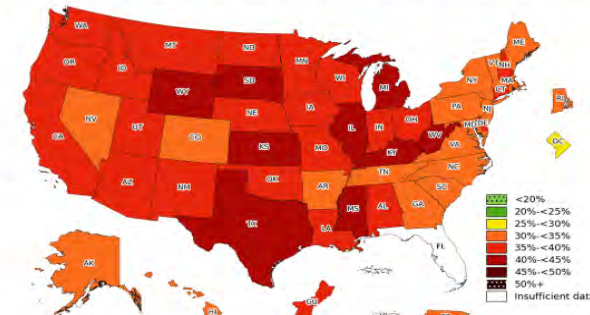 WA
MT
ND
MN
ME
OR
ID
SD
WI
MI
VT
NH
NY
MA
CT
RI
WY
NE
IA
PA
NJ
NV
UT
CO
IL
IN
OH
MD
DE
DC
CA
KS
MO
WV
VA
KY
AZ
NM
OK
AR
TN
NC
SC
TX
LA
MS
AL
GA
FL
AK
HI
GU
<20%
20%-<25%
25%-<30%
30%-<35%
35%-<40%
40%-<45%
45%-<50%
50%+
Insufficient dat